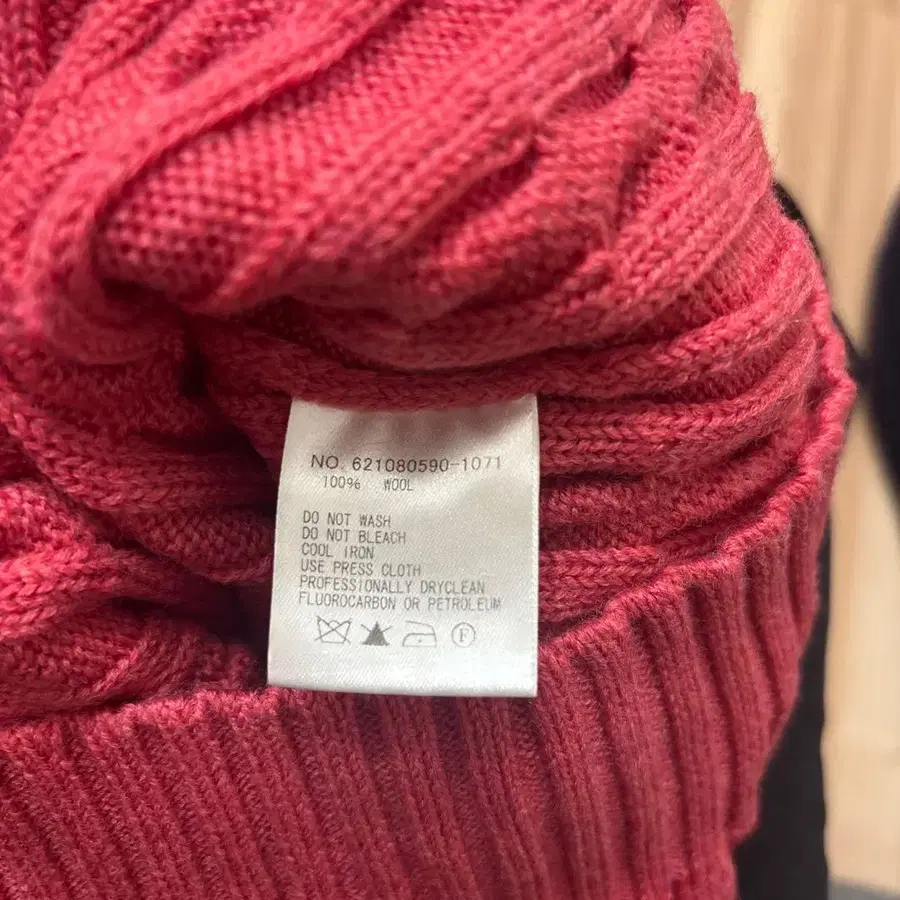 NO. 621080590-1071
100% WOOL
DO NOT WASH
DO NOT BLEACH
COOL IRON
USE PRESS CLOTH
PROFESSIONALLY DRYCLEAN
FLUOROCARBON OR PETROLEUM
F